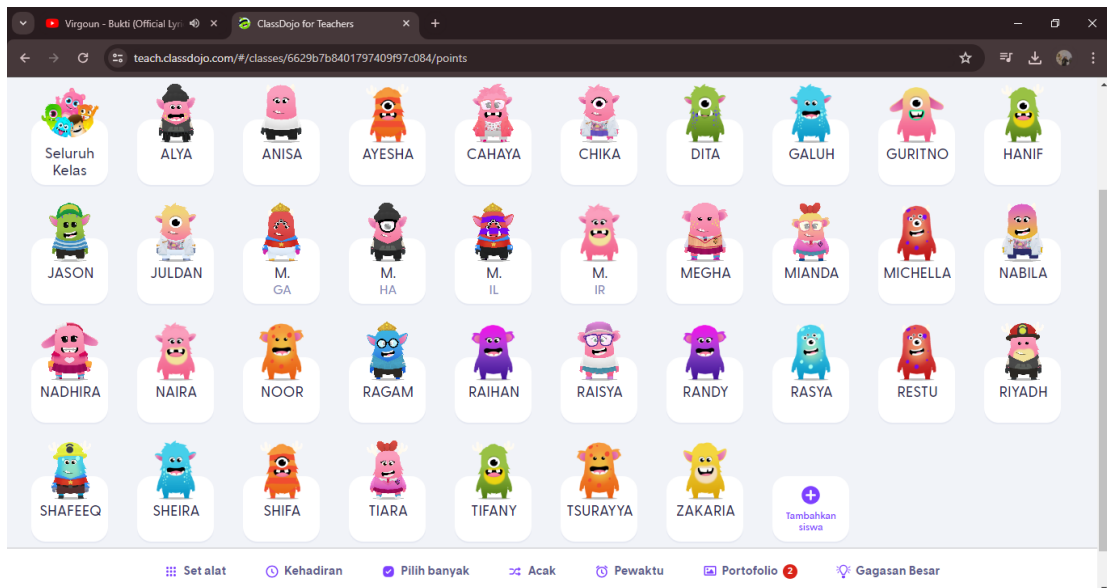 Virgoun - Bukti (Official Lyri
ClassDojo for Teachers
teach.classdojo.com/#/classes/6629b7b8401797409f97c084/points
Seluruh
Kelas
ALYA
ANISA
AYESHA
CAHAYA
CHIKA
DITA
GALUH
GURITNO
HANIF
JASON
JULDAN
M.
GA
M.
HA
M.
IL
M.
IR
MEGHA
MIANDA
MICHELLA
NABILA
NADHIRA
NAIRA
NOOR
RAGAM
RAIHAN
RAISYA
RANDY
RASYA
RESTU
RIYADH
SHAFEEQ
SHEIRA
SHIFA
TIARA
TIFANY
TSURAYYA
ZAKARIA
Tambahkan
siswa
Set alat
Kehadiran
Pilih banyak
Acak
Pewaktu
Portofolio 2
Gagasan Besar